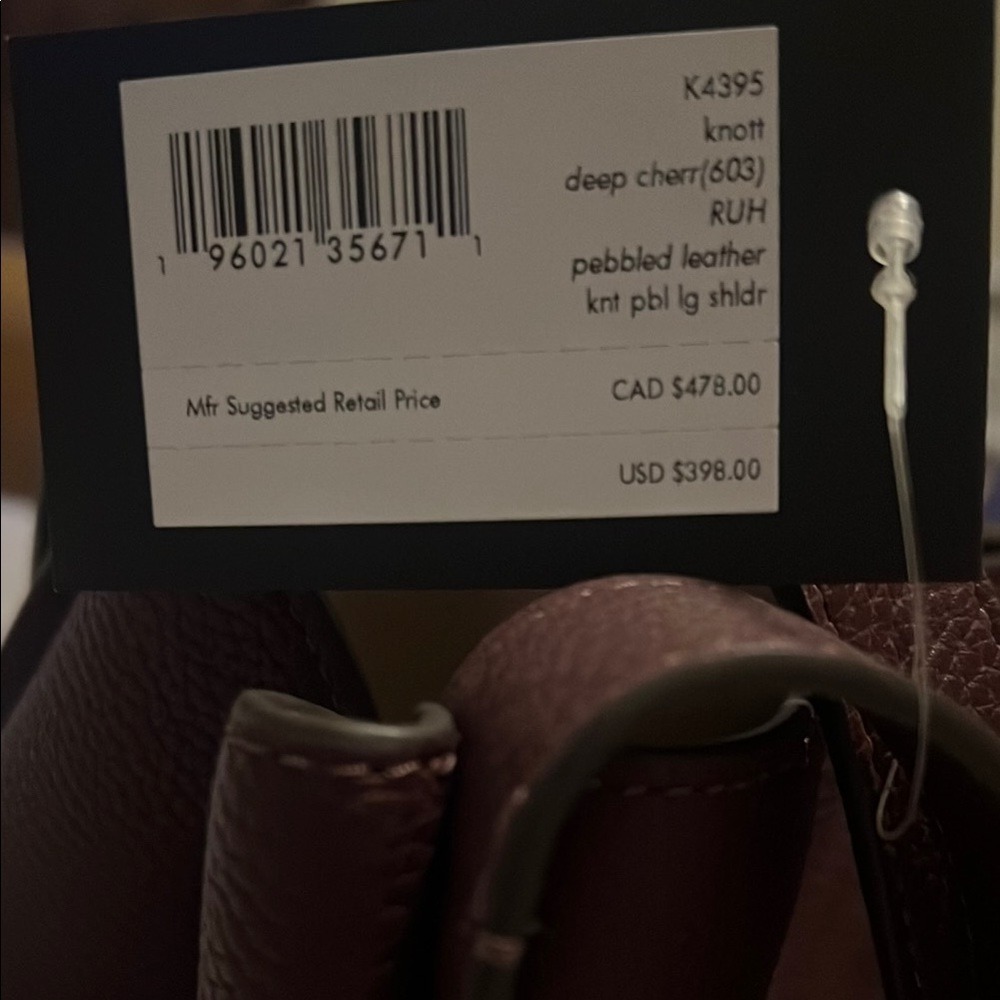 K4395
knott
deep cherr(603)
RUH
pebbled leather
knt pbl lg shldr
1 96021 35671 1
Mfr Suggested Retail Price CAD $478.00
USD $398.00